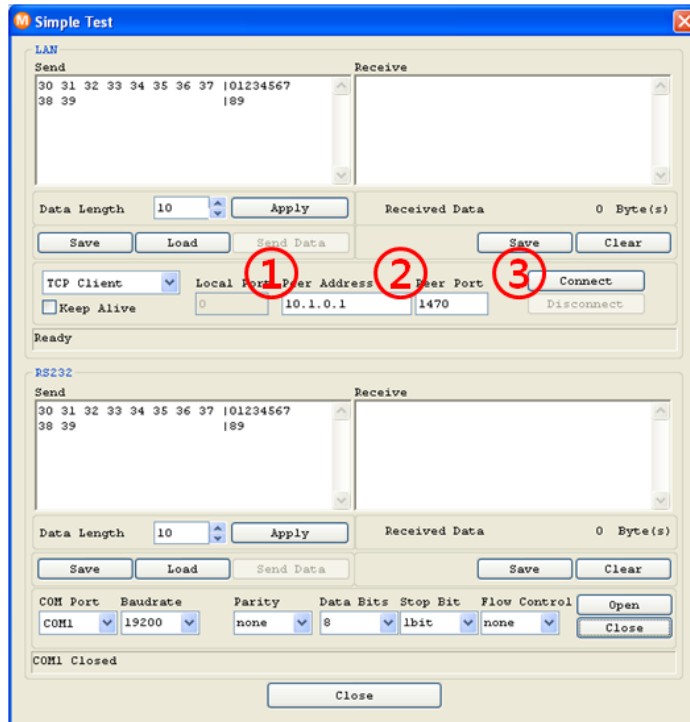 Simple Test
LAN
Send Receive
30 31 32 33 34 35 36 37 |01234567
38 39 |89
Data Length 10 Apply Received Data 0 Byte(s)
Save Load Send Data Save Clear
① ② ③
TCP Client Local Port Peer Address Peer Port Connect
Keep Alive 0 10.1.0.1 1470 Disconnect
Ready
RS232
Send Receive
30 31 32 33 34 35 36 37 |01234567
38 39 |89
Data Length 10 Apply Received Data 0 Byte(s)
Save Load Send Data Save Clear
COM Port Baudrate Parity Data Bits Stop Bit Flow Control Open
COM1 19200 none 8 1bit none Close
COM1 Closed
Close